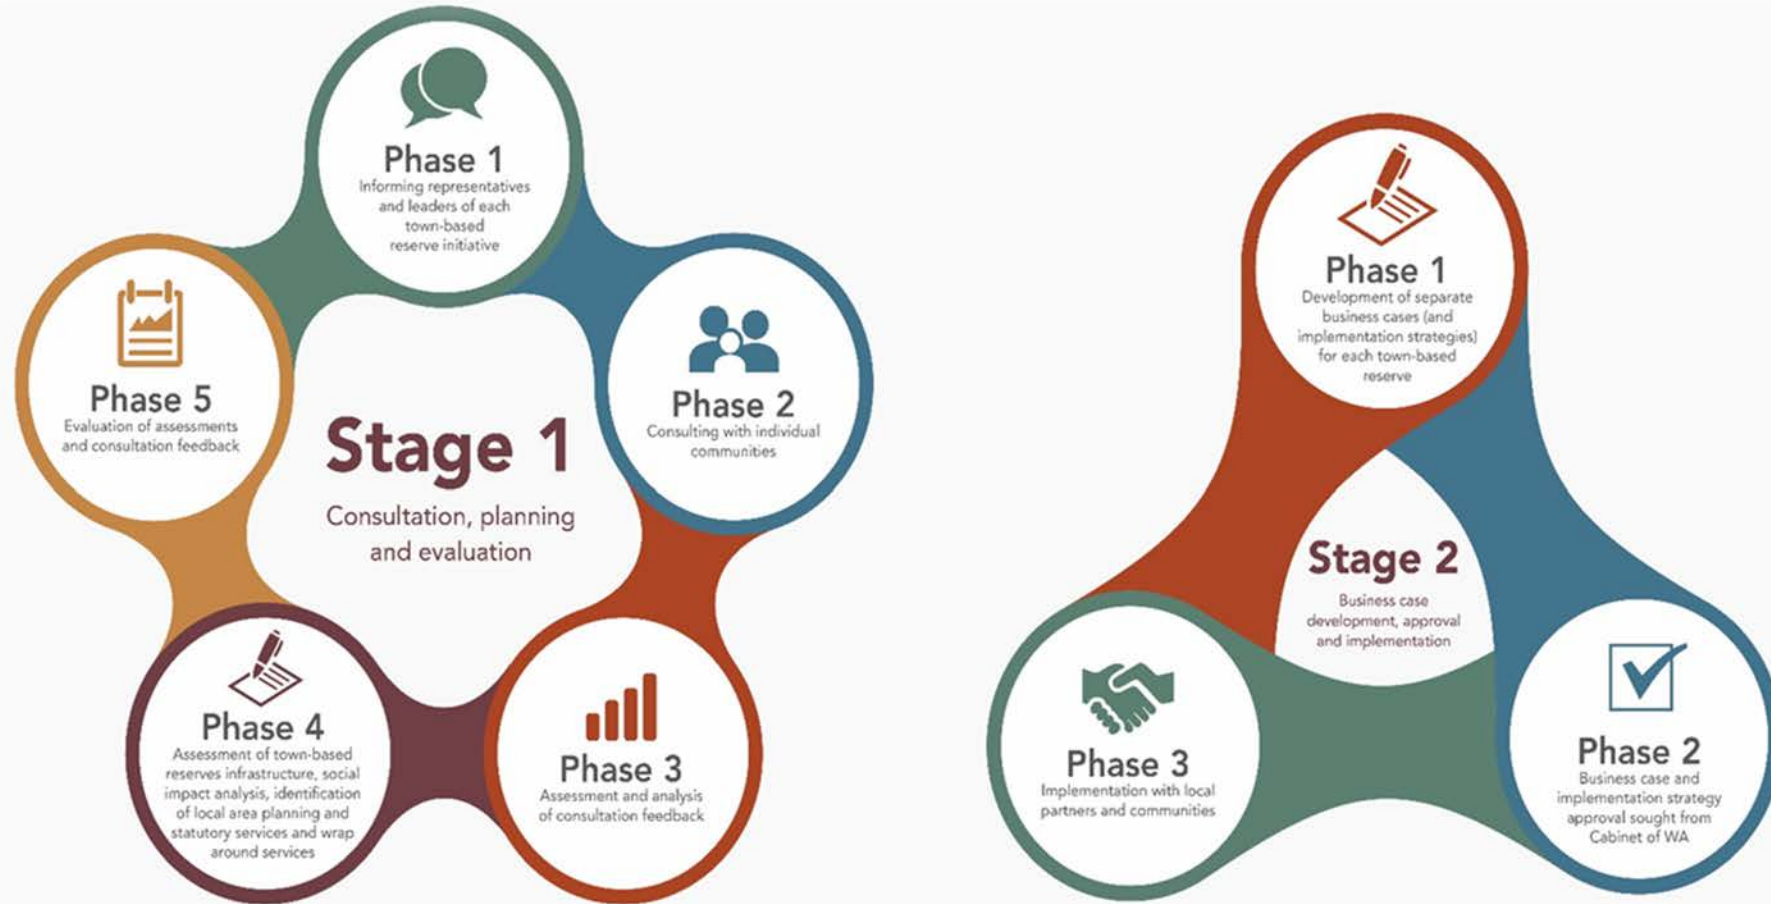 Phase 1
Informing representatives
and leaders of each
town-based
reserve initiative
Phase 2
Consulting with individual
communities
Phase 3
Assessment and analysis
of consultation feedback
Phase 4
Assessment of town-based
reserves infrastructure, social
impact analysis, identification
of local area planning and
statutory services and wrap
around services
Phase 5
Evaluation of assessments
and consultation feedback
Stage 1
Consultation, planning
and evaluation
Phase 1
Development of separate
business cases (and
implementation strategies)
for each town-based
reserve
Phase 2
Business case and
implementation strategy
approval sought from
Cabinet of WA
Phase 3
Implementation with local
partners and communities
Stage 2
Business case
development, approval
and implementation